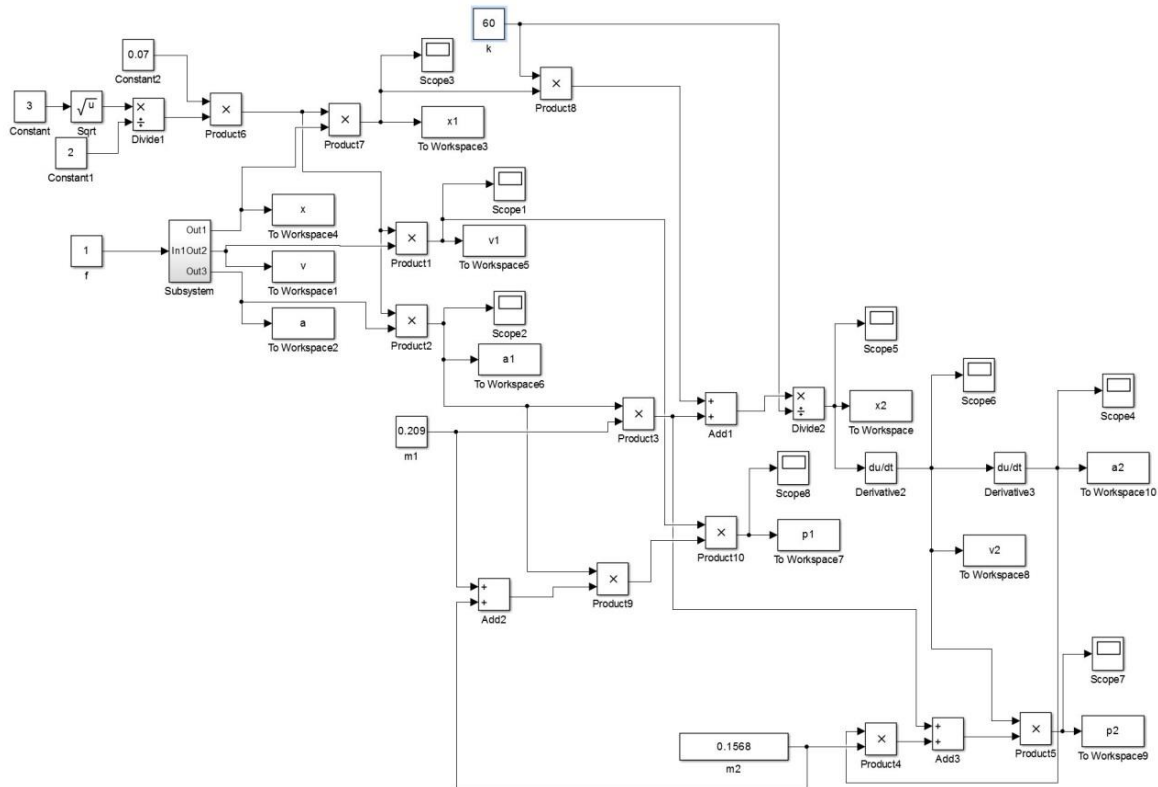 60
k
0.07
Constant2
Scope3
×
Product8
3
Constant
√u
Sqrt
×
÷
Divide1
×
Product6
×
Product7
x1
To Workspace3
2
Constant1
Scope1
x
To Workspace4
Out1
In1Out2
Out3
Subsystem
1
f
×
Product1
v1
To Workspace5
v
To Workspace1
Scope2
a
To Workspace2
×
Product2
a1
To Workspace6
Scope5
Scope6
Scope4
0.209
m1
×
Product3
+
+
Add1
×
÷
Divide2
x2
To Workspace
Scope8
du/dt
Derivative2
du/dt
Derivative3
a2
To Workspace10
×
Product10
p1
To Workspace7
v2
To Workspace8
+
+
Add2
×
Product9
Scope7
0.1568
m2
×
Product4
+
+
Add3
×
Product5
p2
To Workspace9